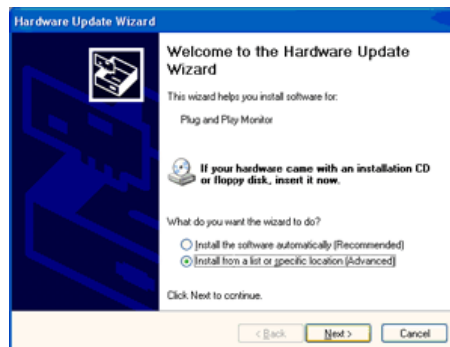 Hardware Update Wizard
Welcome to the Hardware Update
Wizard
This wizard helps you install software for:
Plug and Play Monitor
If your hardware came with an installation CD
or floppy disk, insert it now.
What do you want the wizard to do?
Install the software automatically (Recommended)
Install from a list or specific location (Advanced)
Click Next to continue.
< Back
Next >
Cancel